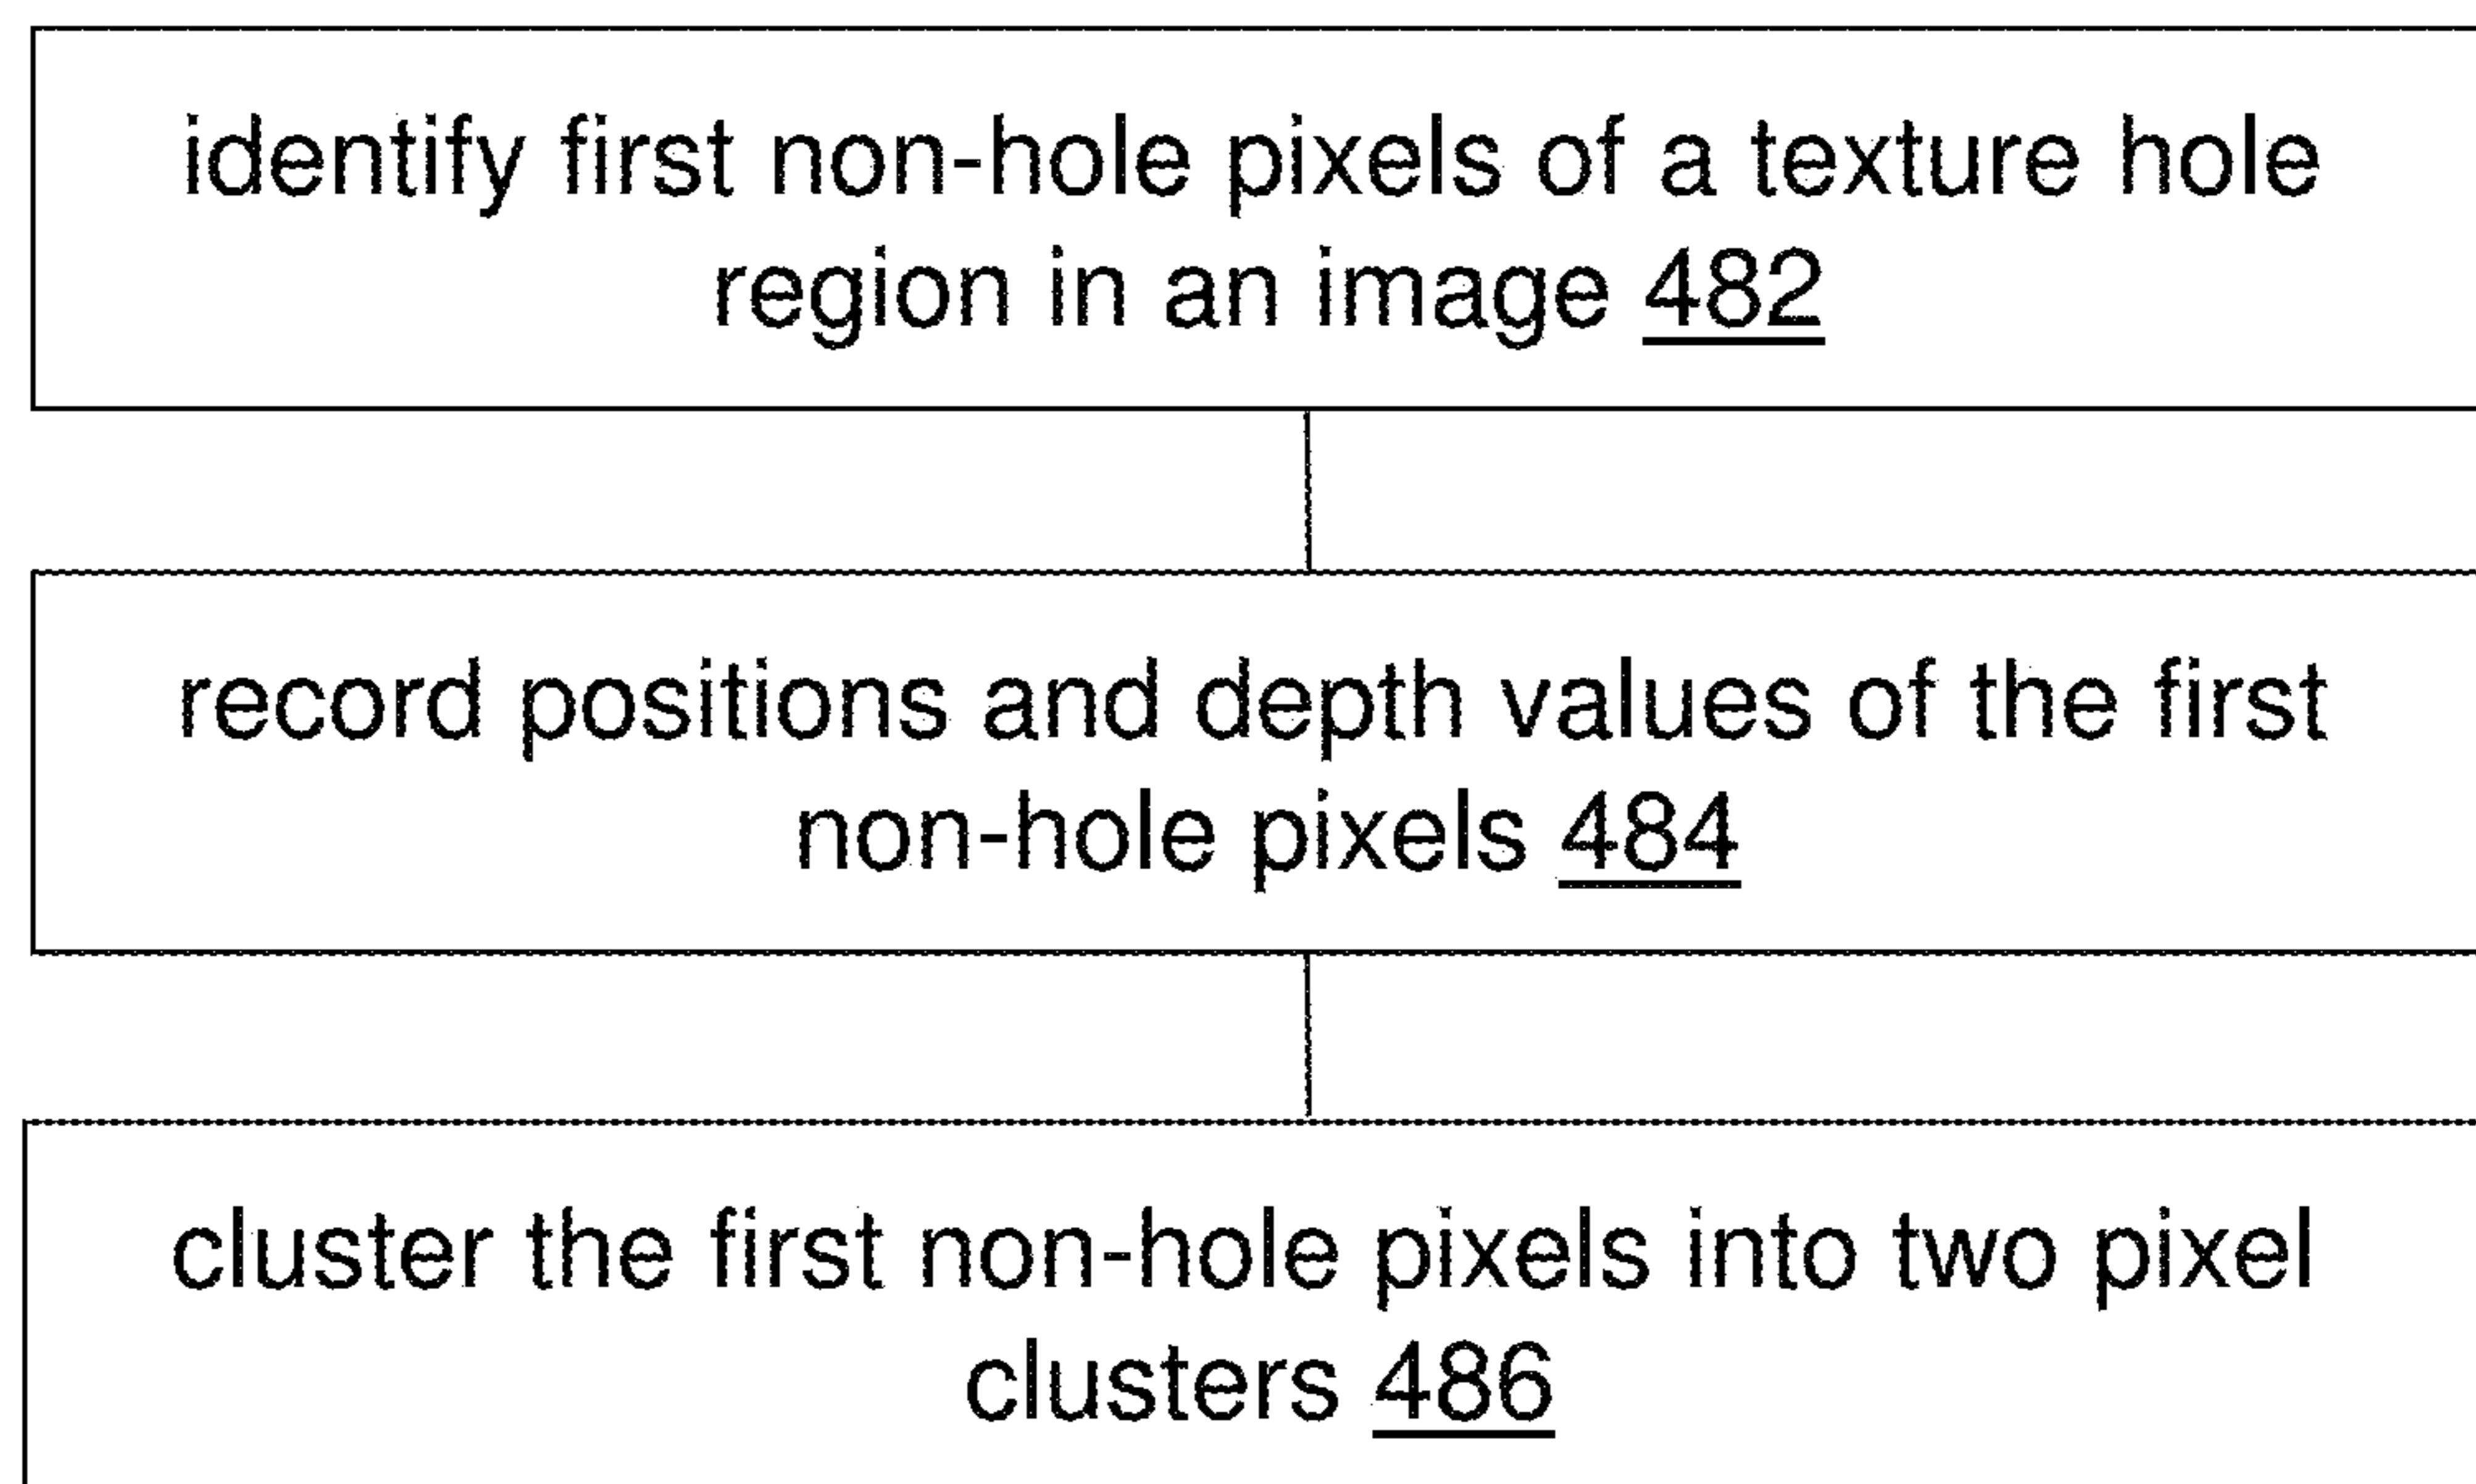 identify first non-hole pixels of a texture hole
region in an image 482
record positions and depth values of the first
non-hole pixels 484
cluster the first non-hole pixels into two pixel
clusters 486